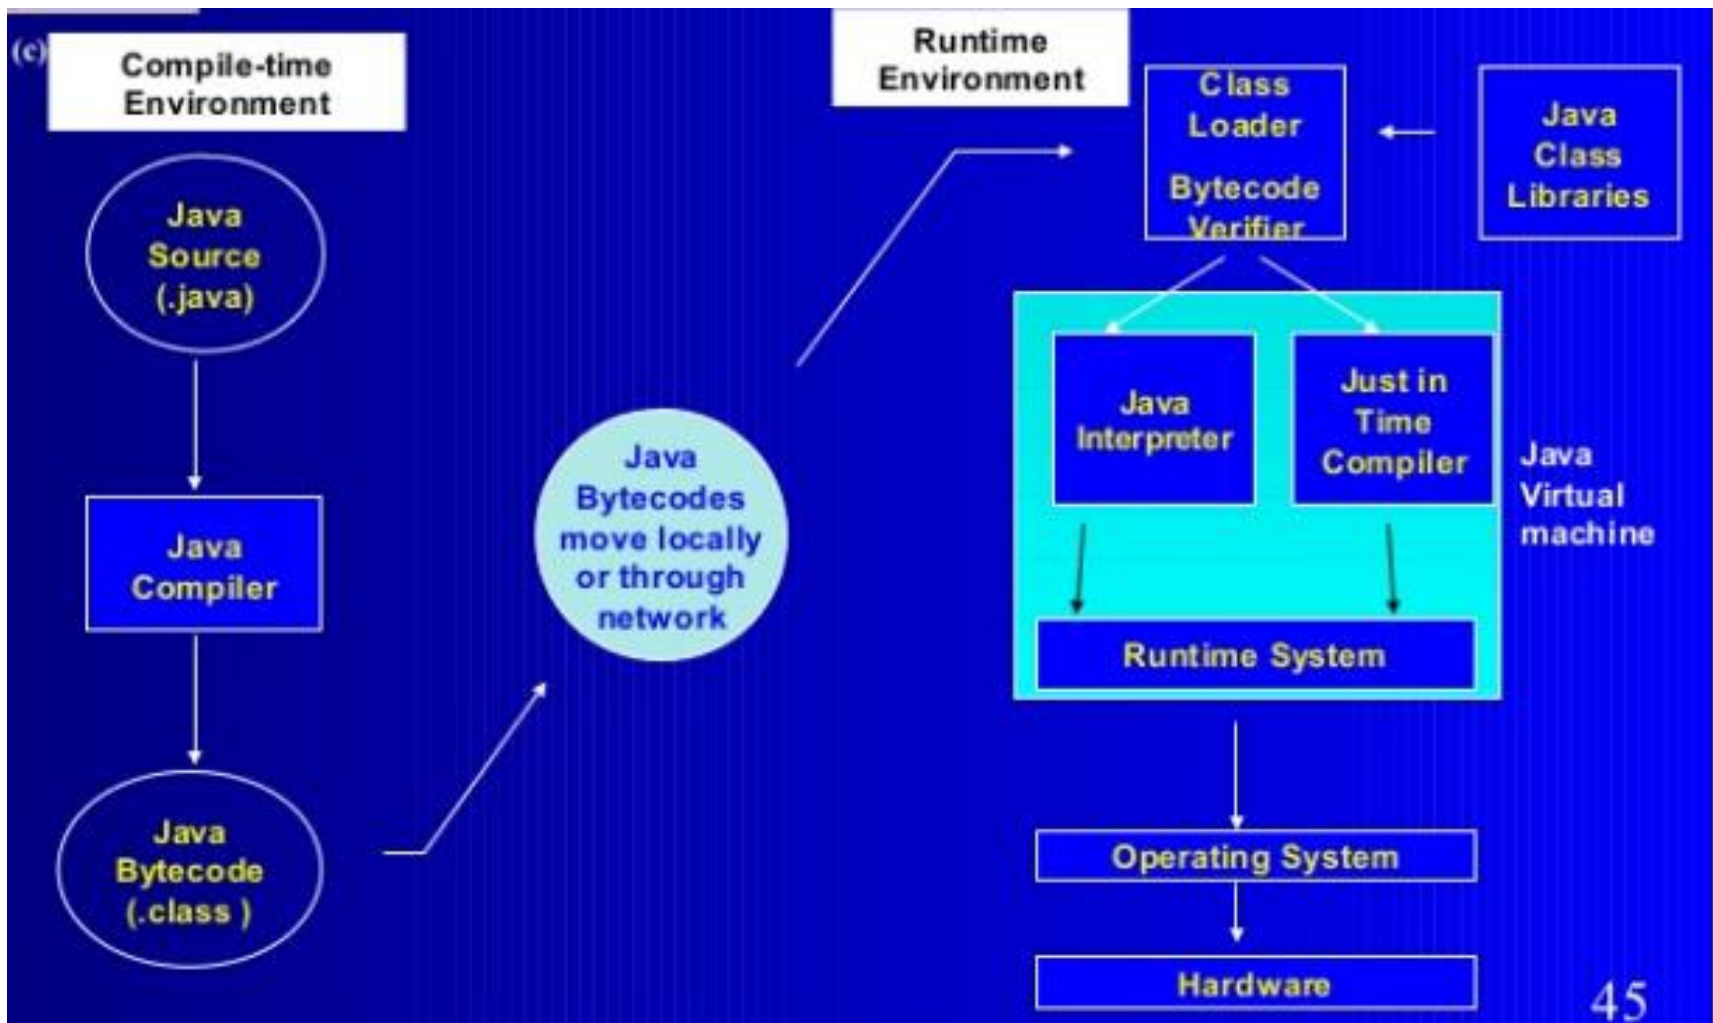 (c)
Compile-time
Environment
Java
Source
(.java)
Java
Compiler
Java
Bytecode
(.class )
Java
Bytecodes
move locally
or through
network
Runtime
Environment
Class
Loader
Bytecode
Verifier
Java
Class
Libraries
Java
Interpreter
Just in
Time
Compiler
Java
Virtual
machine
Runtime System
Operating System
Hardware
45